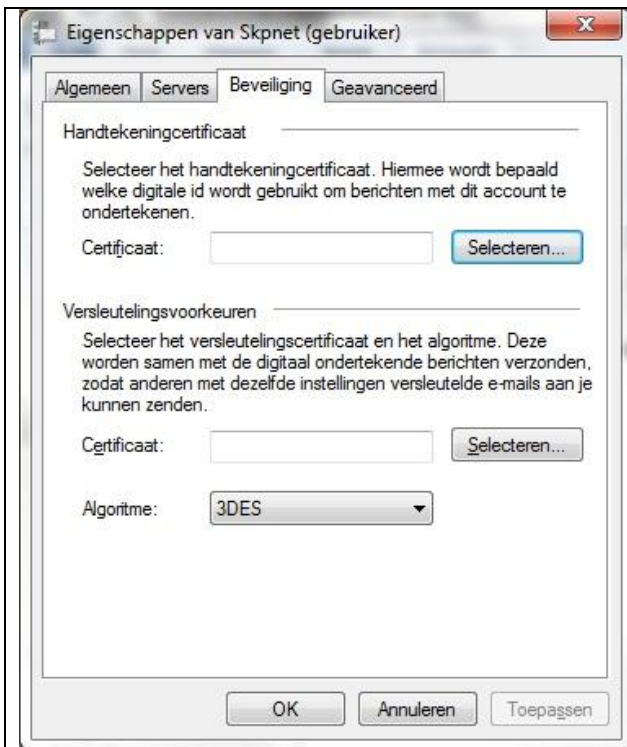 Eigenschappen van Skpnet (gebruiker)
Algemeen Servers Beveiliging Geavanceerd
Handtekeningcertificaat
Selecteer het handtekeningcertificaat. Hiermee wordt bepaald
welke digitale id wordt gebruikt om berichten met dit account te
ondertekenen.
Certificaat: Selecteren...
Versleutelingsvoorkeuren
Selecteer het versleutelingscertificaat en het algoritme. Deze
worden samen met de digitaal ondertekende berichten verzonden,
zodat anderen met dezelfde instellingen versleutelde e-mails aan je
kunnen zenden.
Certificaat: Selecteren...
Algoritme: 3DES
OK Annuleren Toepassen